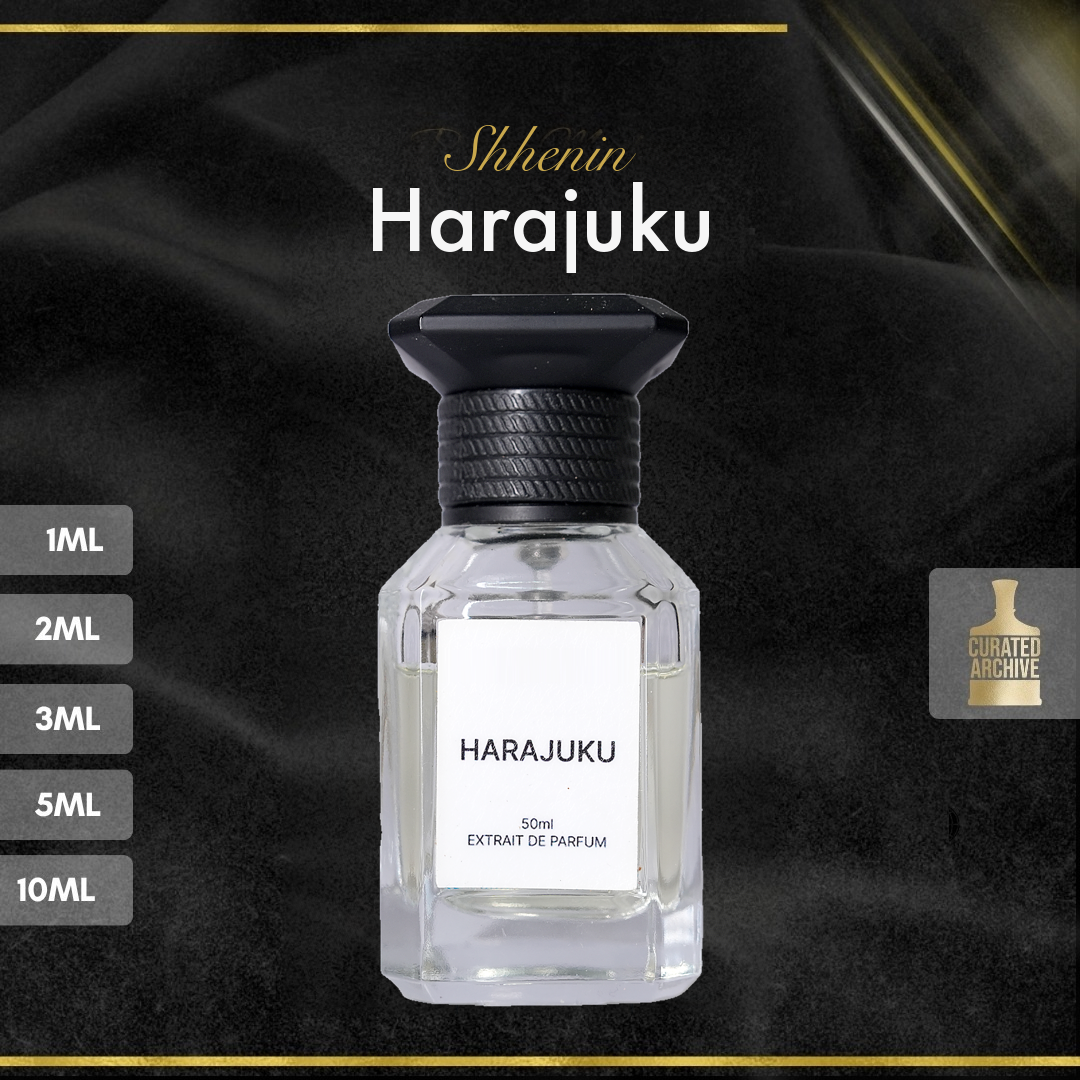 Shhenin
Harajuku
1ML
2ML
3ML
5ML
10ML
CURATED
ARCHIVE
HARAJUKU
50ml
EXTRAIT DE PARFUM